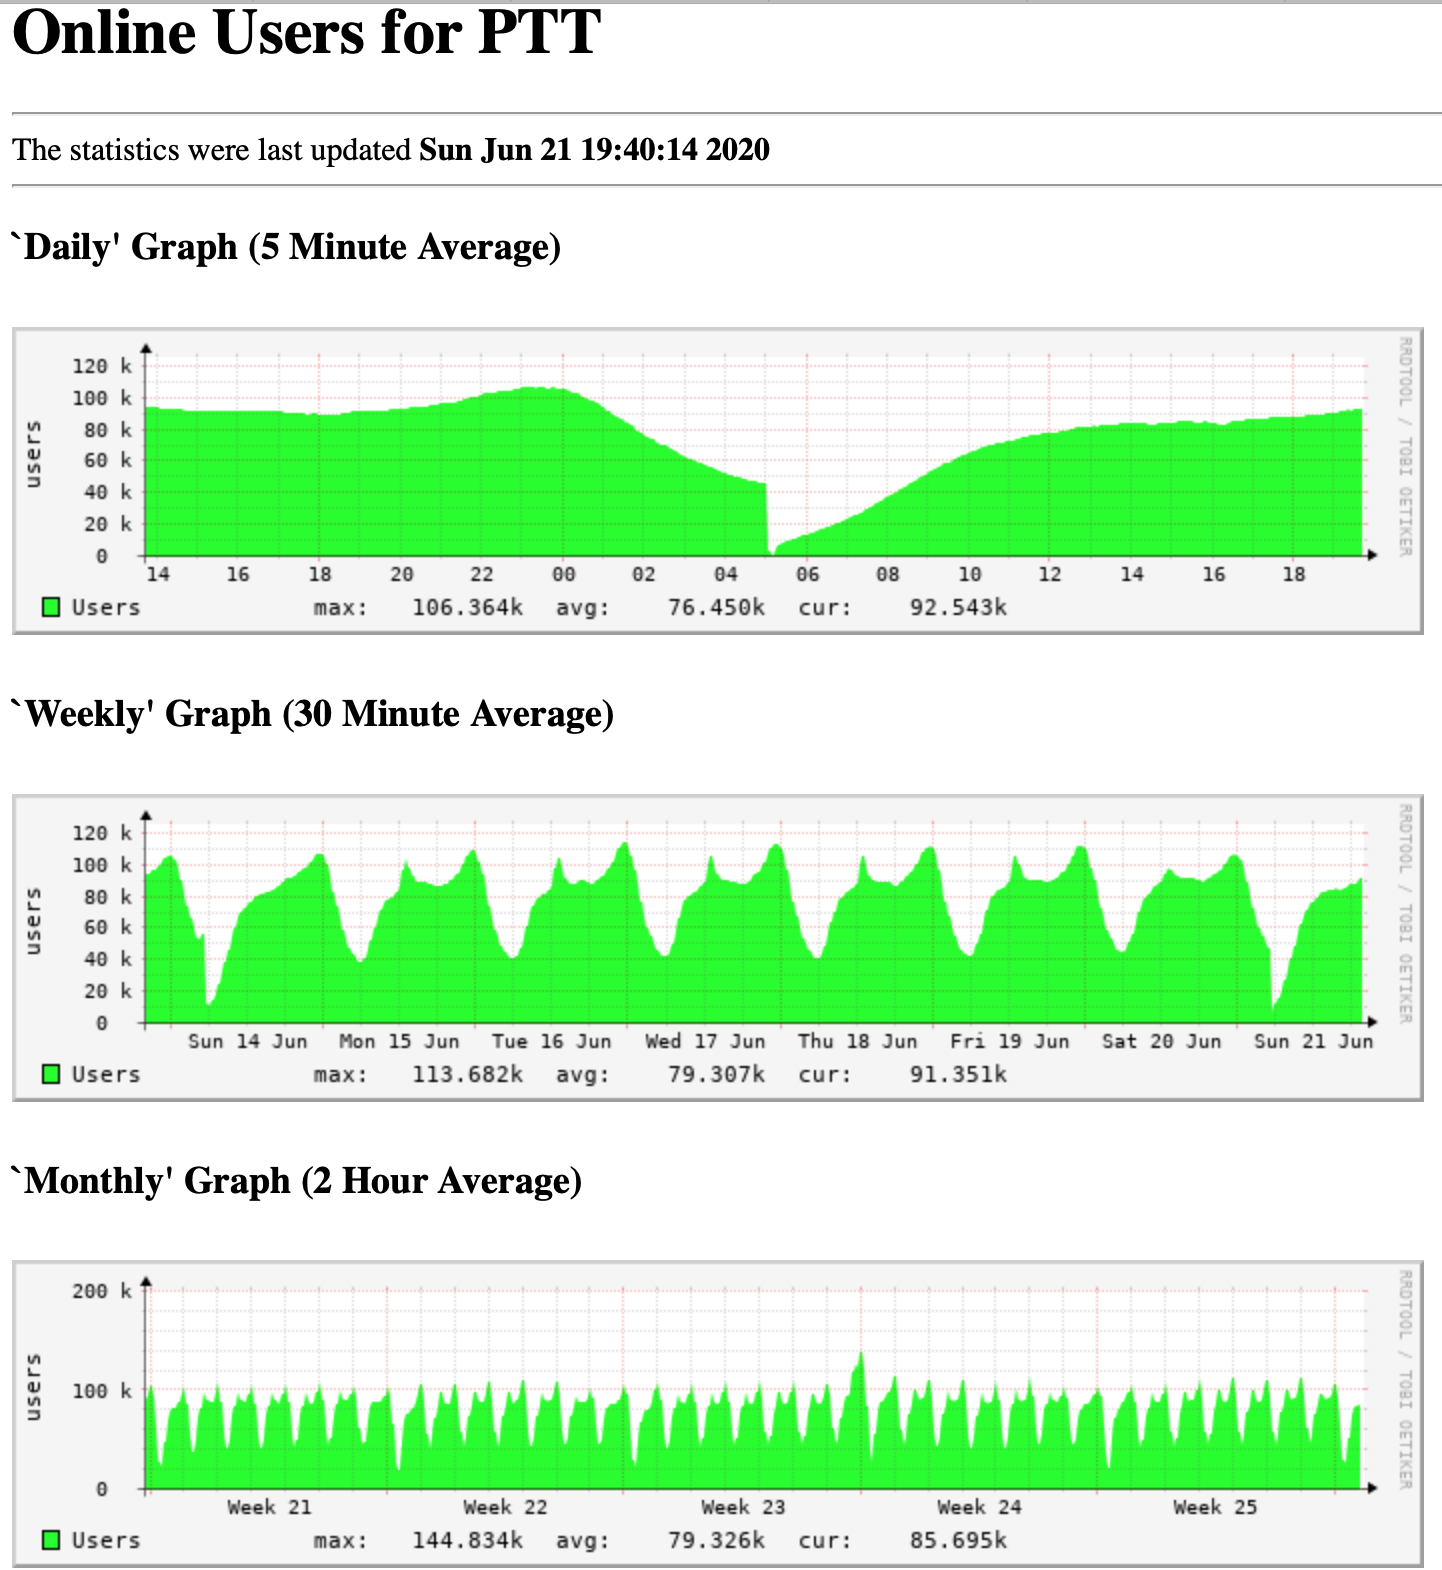 Online Users for PTT
The statistics were last updated Sun Jun 21 19:40:14 2020
`Daily' Graph (5 Minute Average)
RRDTOOL / TOBI OETIKER
users
120 k
100 k
80 k
60 k
40 k
20 k
0
14 16 18 20 22 00 02 04 06 08 10 12 14 16 18
Users max: 106.364k avg: 76.450k cur: 92.543k
`Weekly' Graph (30 Minute Average)
RRDTOOL / TOBI OETIKER
users
120 k
100 k
80 k
60 k
40 k
20 k
0
Sun 14 Jun Mon 15 Jun Tue 16 Jun Wed 17 Jun Thu 18 Jun Fri 19 Jun Sat 20 Jun Sun 21 Jun
Users max: 113.682k avg: 79.307k cur: 91.351k
`Monthly' Graph (2 Hour Average)
RRDTOOL / TOBI OETIKER
users
200 k
100 k
0
Week 21 Week 22 Week 23 Week 24 Week 25
Users max: 144.834k avg: 79.326k cur: 85.695k